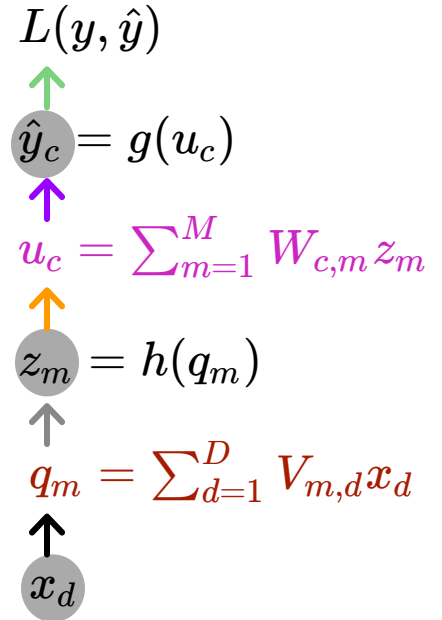 L(y, ŷ)
ŷ_c = g(u_c)
u_c = ∑_{m=1}^{M} W_{c,m} z_m
z_m = h(q_m)
q_m = ∑_{d=1}^{D} V_{m,d} x_d
x_d